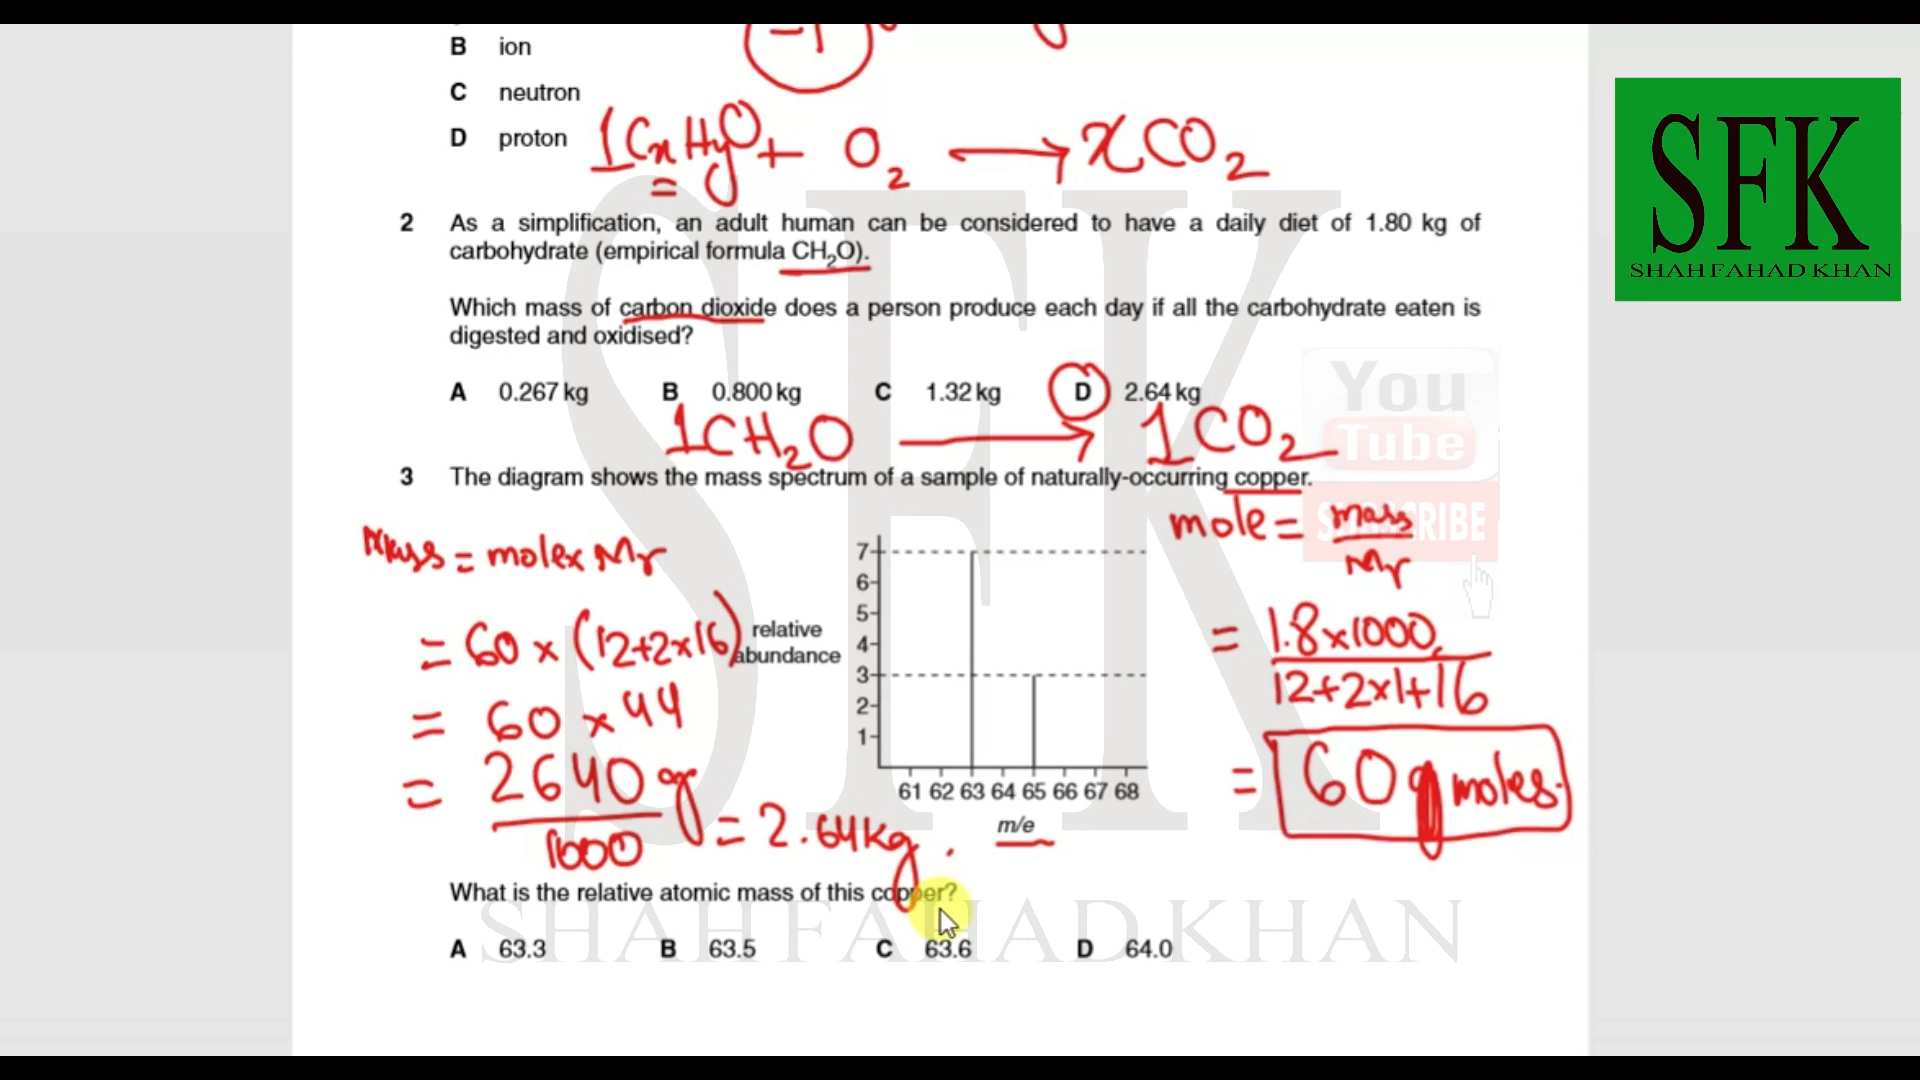 B ion
C neutron
D proton
1CxHyO + O2 → xCO2
2 As a simplification, an adult human can be considered to have a daily diet of 1.80 kg of
carbohydrate (empirical formula CH2O).
Which mass of carbon dioxide does a person produce each day if all the carbohydrate eaten is
digested and oxidised?
A 0.267 kg B 0.800 kg C 1.32 kg D 2.64 kg
1CH2O → 1CO2
3 The diagram shows the mass spectrum of a sample of naturally-occurring copper.
mass = mole x Mr
= 60 x (12+2x16)
= 60 x 44
= 2640 g
1000
= 2.64 kg.
relative
abundance
7
6
5
4
3
2
1
61 62 63 64 65 66 67 68
m/e
mole = mass
Mr
= 1.8x1000
12+2x1+16
= 60 moles.
What is the relative atomic mass of this copper?
A 63.3 B 63.5 C 63.6 D 64.0
SFK
SHAH FAHAD KHAN
SFK
SHAH FAHAD KHAN
You
Tube